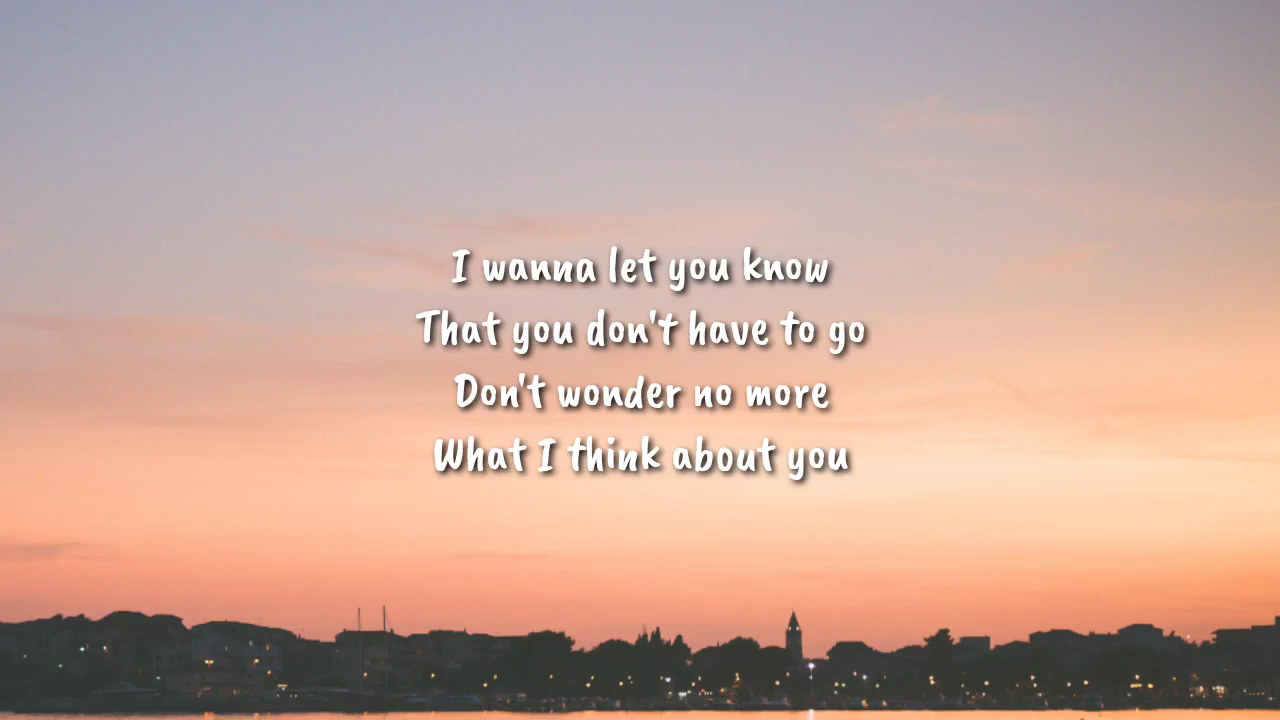 I wanna let you know
That you don't have to go
Don't wonder no more
What I think about you